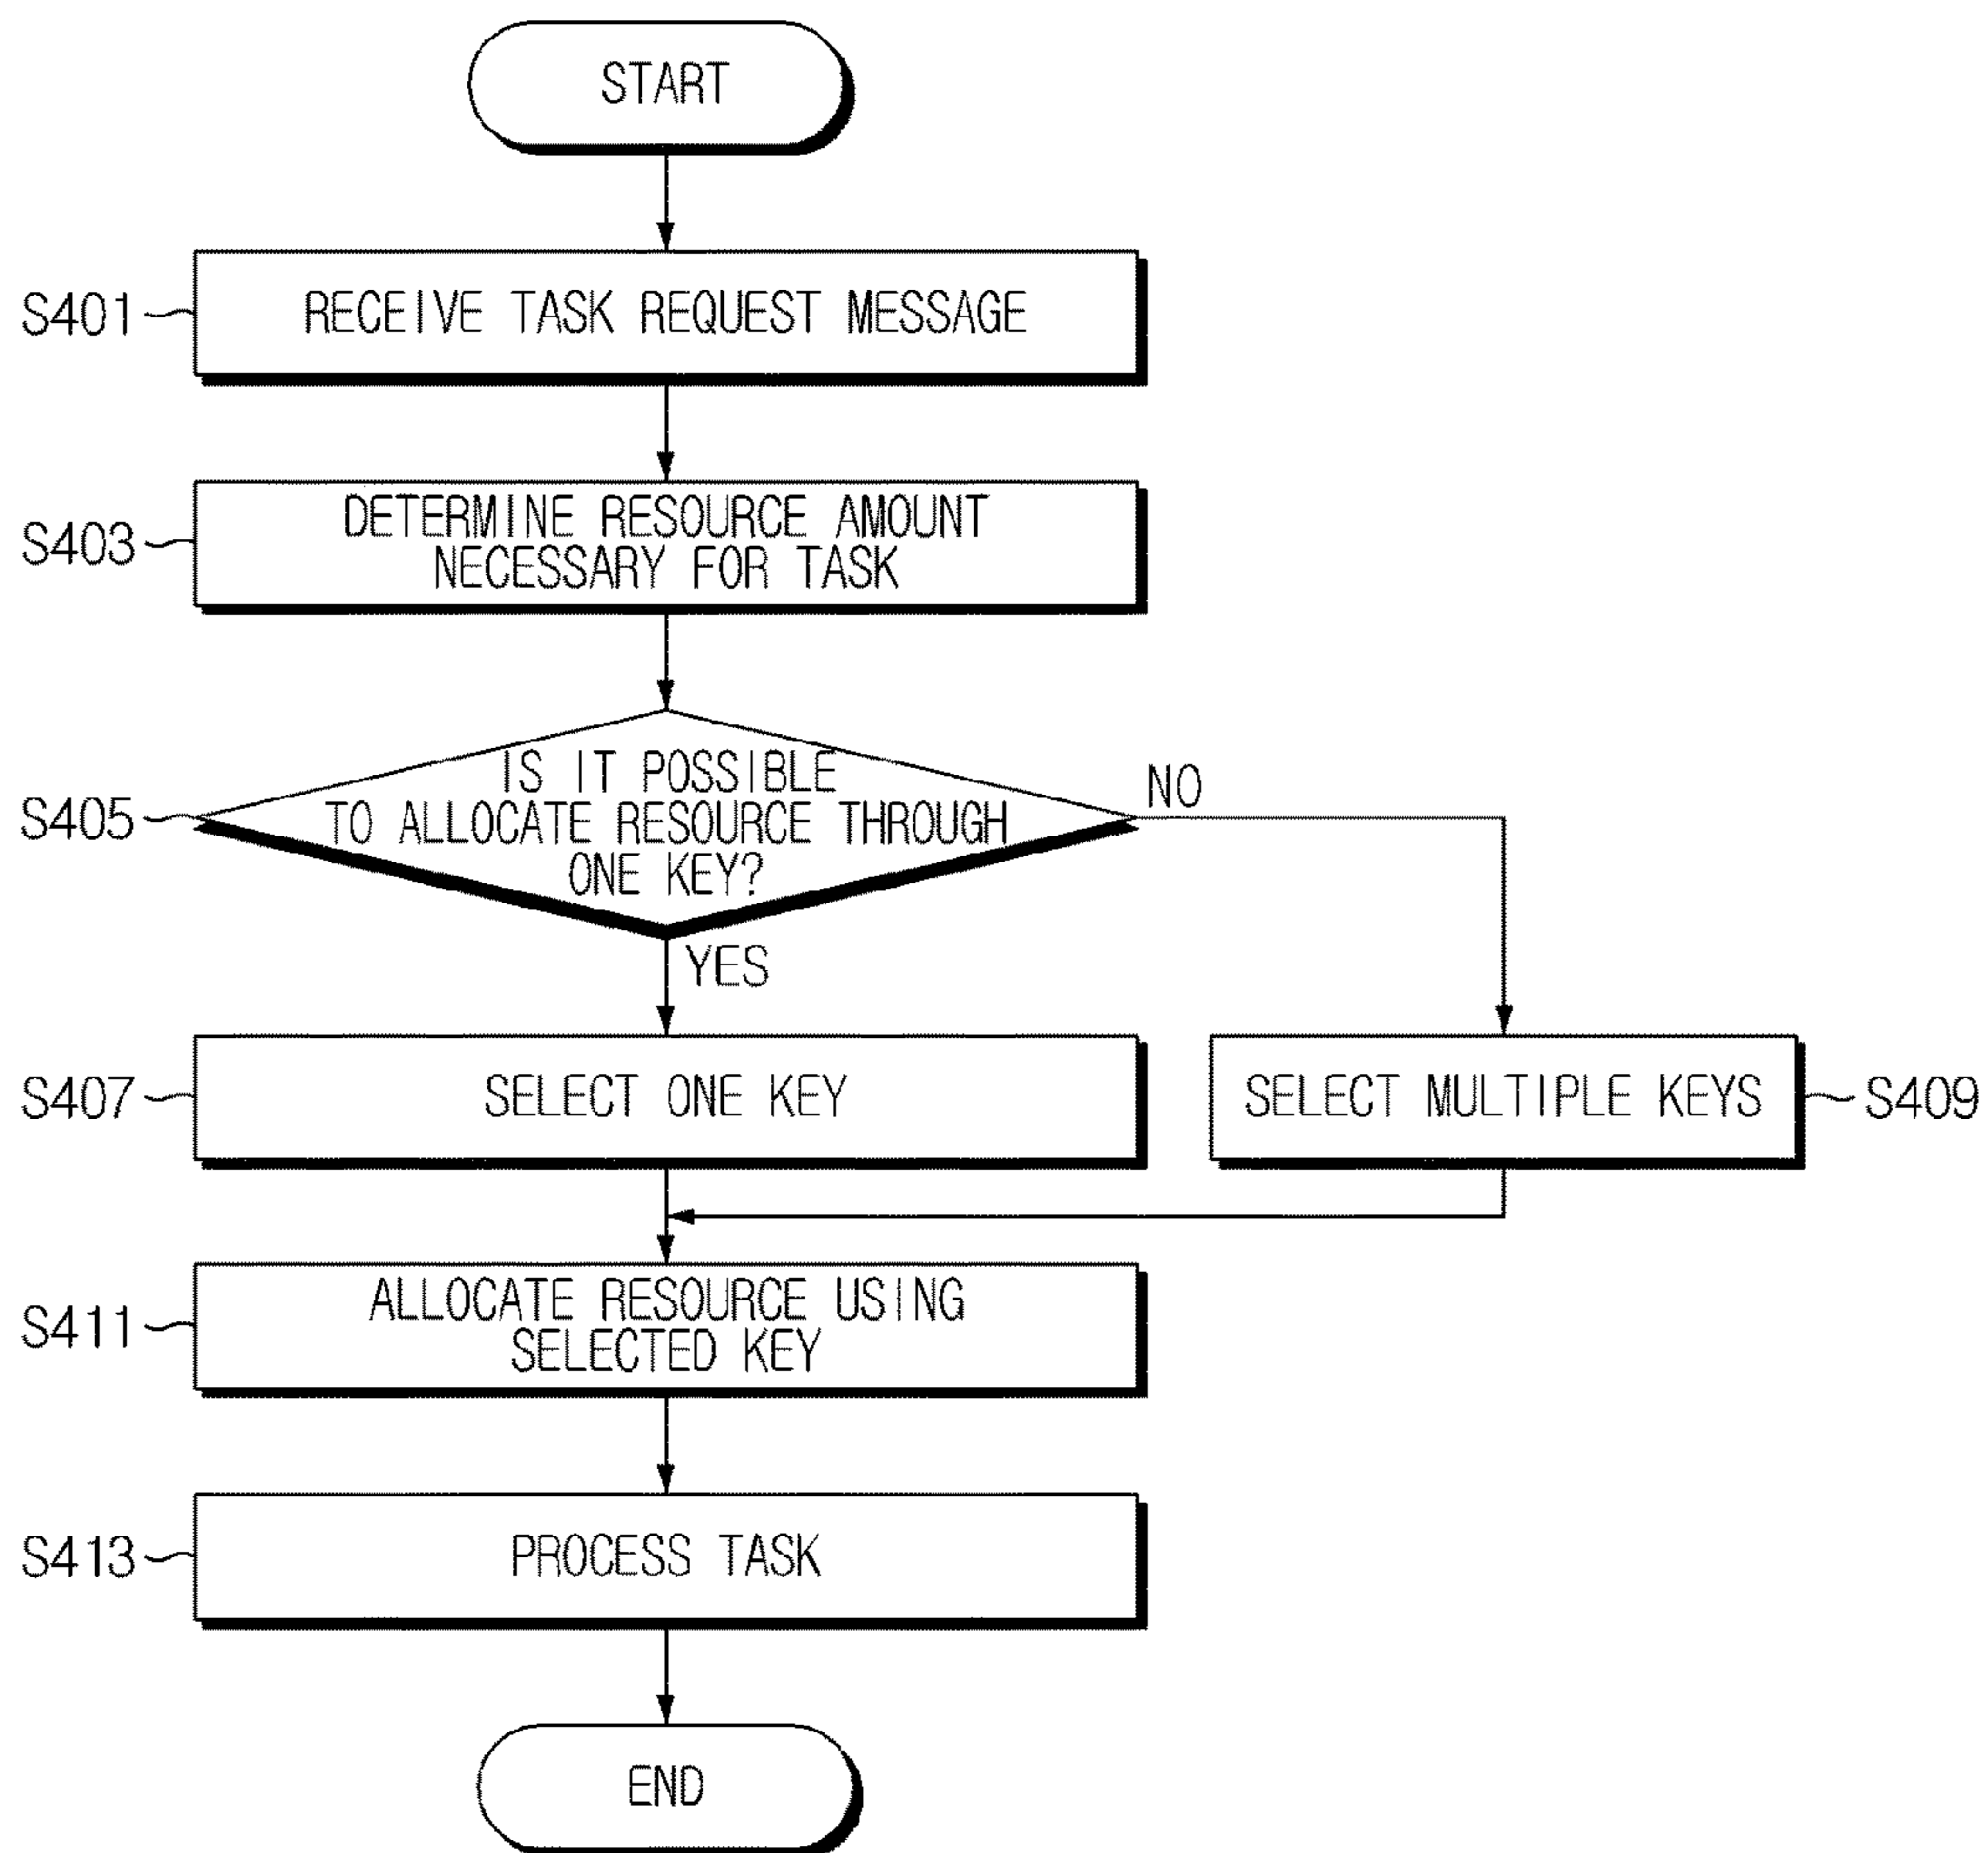 START
S401
RECEIVE TASK REQUEST MESSAGE
S403
DETERMINE RESOURCE AMOUNT
NECESSARY FOR TASK
S405
IS IT POSSIBLE
TO ALLOCATE RESOURCE THROUGH
ONE KEY?
NO
YES
S407
SELECT ONE KEY
SELECT MULTIPLE KEYS
S409
S411
ALLOCATE RESOURCE USING
SELECTED KEY
S413
PROCESS TASK
END